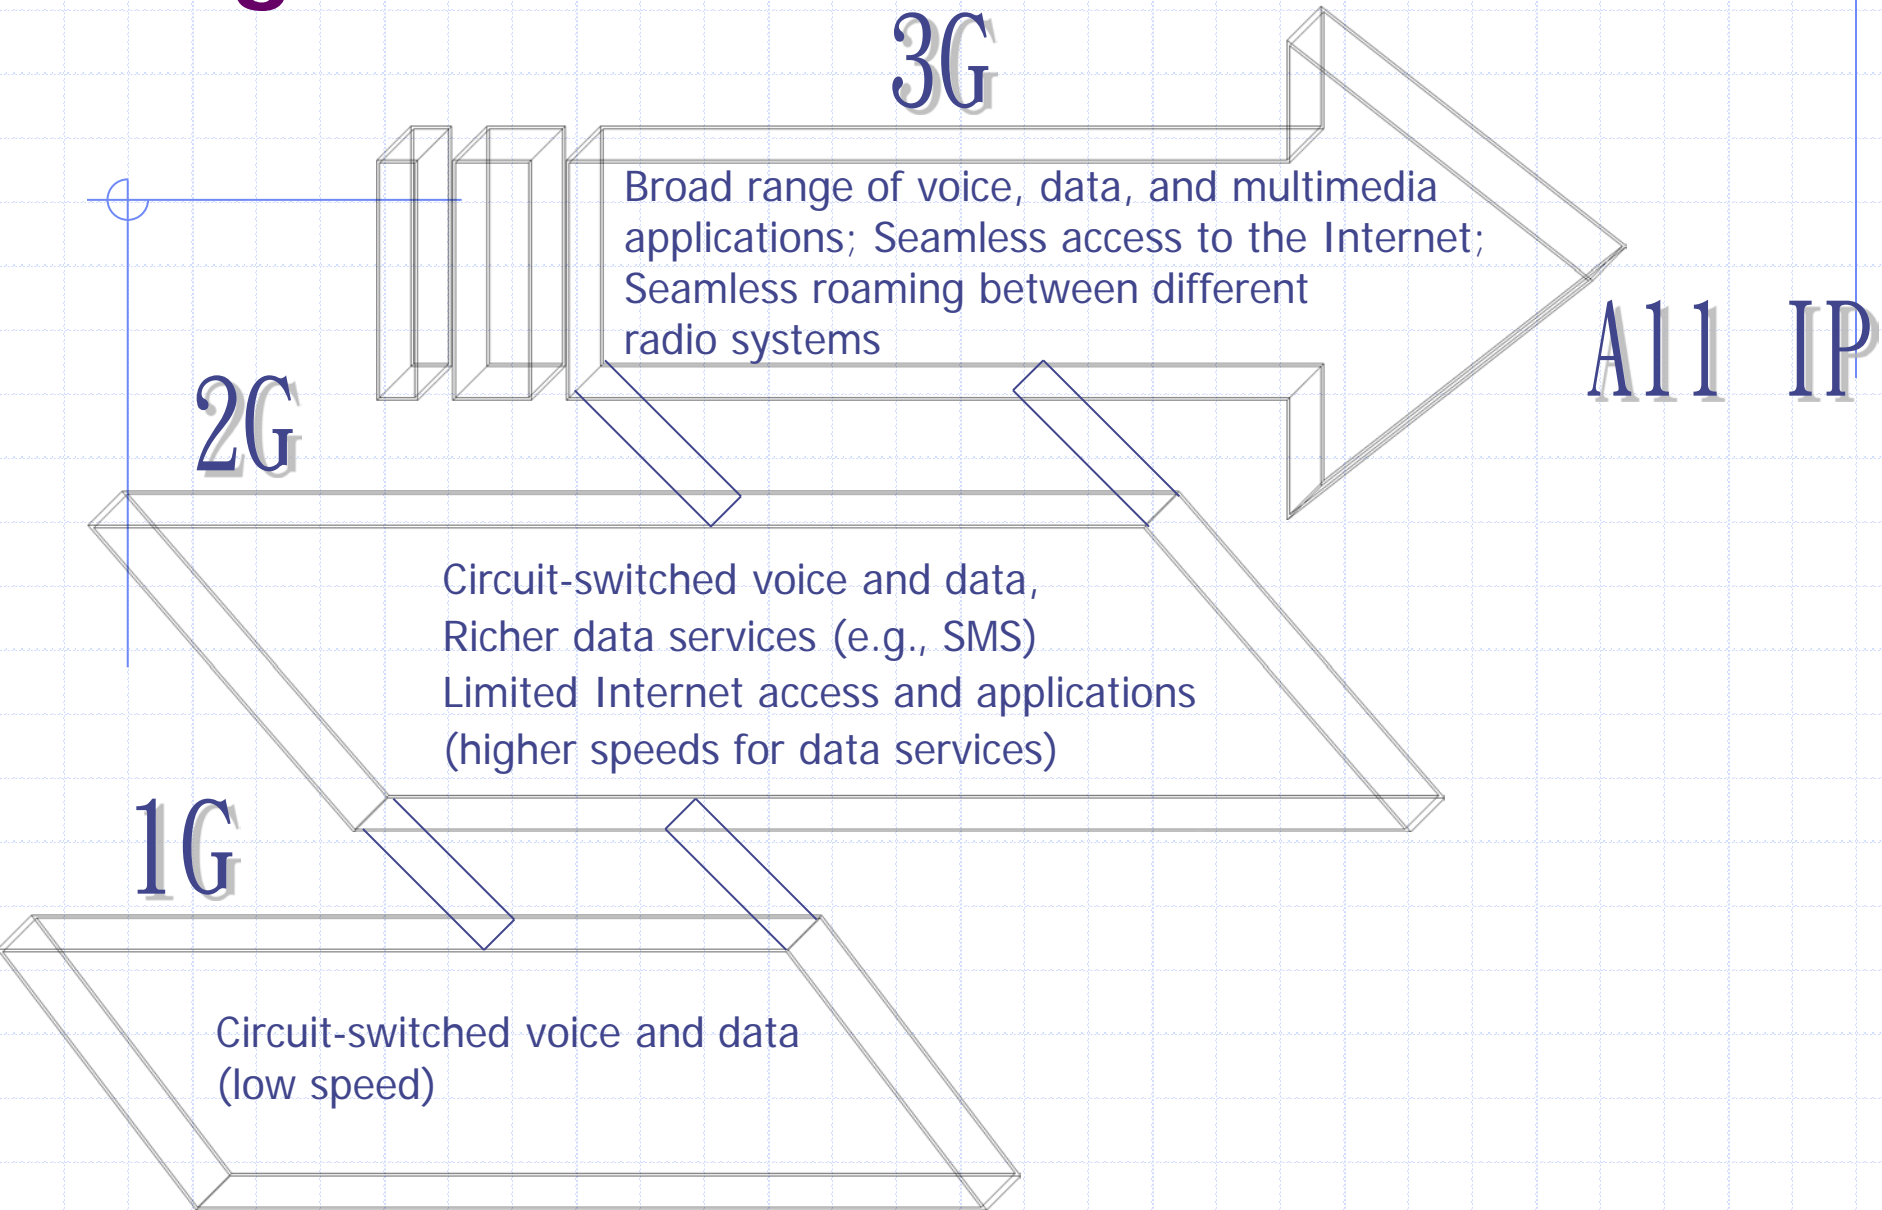 3G
Broad range of voice, data, and multimedia
applications; Seamless access to the Internet;
Seamless roaming between different
radio systems
All IP
2G
Circuit-switched voice and data,
Richer data services (e.g., SMS)
Limited Internet access and applications
(higher speeds for data services)
1G
Circuit-switched voice and data
(low speed)